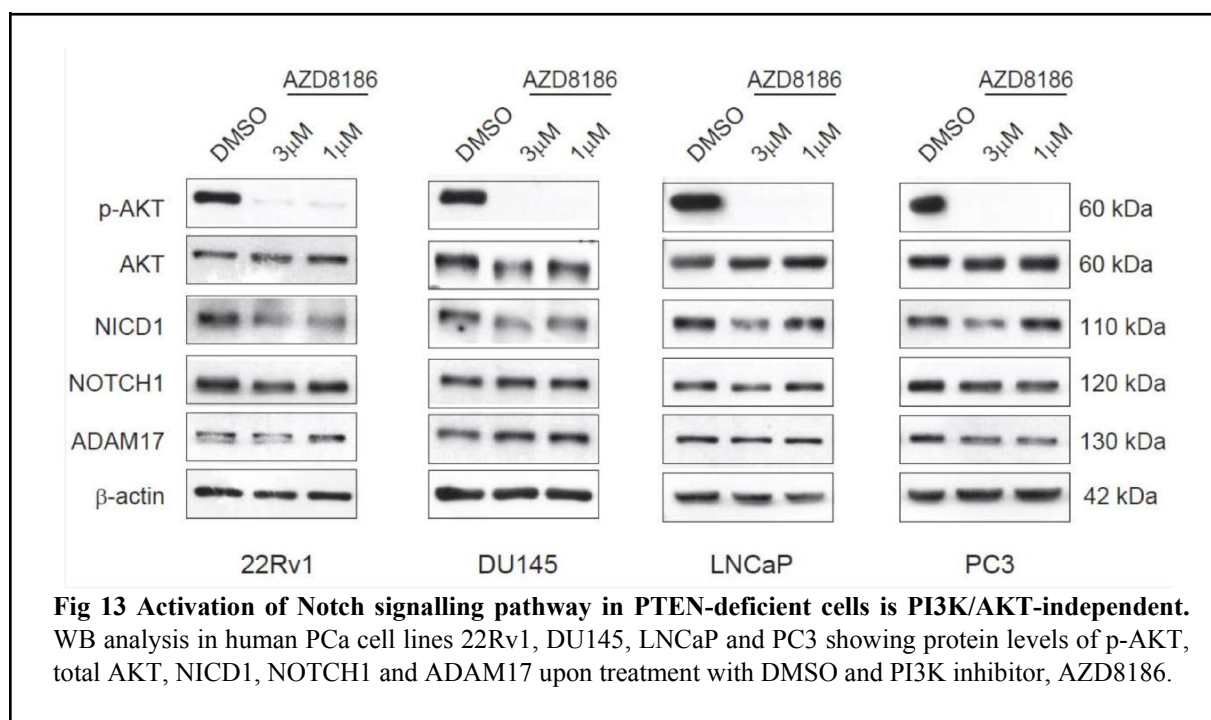 AZD8186 AZD8186 AZD8186 AZD8186
DMSO 3μM 1μM DMSO 3μM 1μM DMSO 3μM 1μM DMSO 3μM 1μM
p-AKT 60 kDa
AKT 60 kDa
NICD1 110 kDa
NOTCH1 120 kDa
ADAM17 130 kDa
β-actin 42 kDa
22Rv1 DU145 LNCaP PC3
Fig 13 Activation of Notch signalling pathway in PTEN-deficient cells is PI3K/AKT-independent.
WB analysis in human PCa cell lines 22Rv1, DU145, LNCaP and PC3 showing protein levels of p-AKT,
total AKT, NICD1, NOTCH1 and ADAM17 upon treatment with DMSO and PI3K inhibitor, AZD8186.